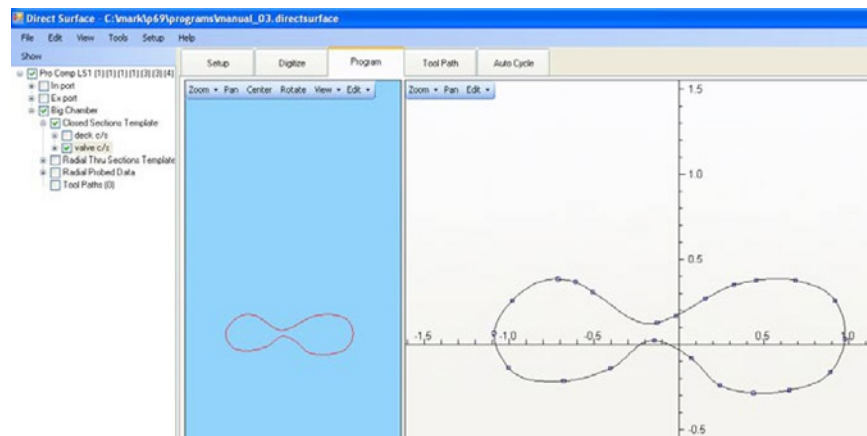 Direct Surface - C:\mark\p69\programs\manual_03.directsurface
File Edit View Tools Setup Help
Show
Setup Digitize Program Tool Path Auto Cycle
Pro Comp LS1 (1)(1)(1)(1)(3)(3)(4)
In port
Ex port
Big Chamber
Closed Sections Template
deck c/s
valve c/s
Radial Thru Sections Template
Radial Probed Data
Tool Paths (0)
Zoom Pan Center Rotate View Edit
Zoom Pan Edit
1.5
1.0
0.5
-1.5 -1.0 -0.5 0.5 1.0
-0.5